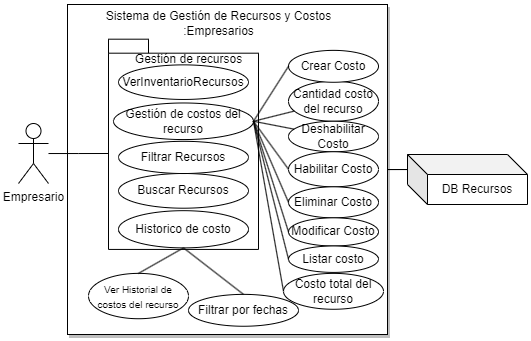 Sistema de Gestión de Recursos y Costos
:Empresarios
Gestión de recursos
VerInventarioRecursos
Gestión de costos del
recurso
Filtrar Recursos
Buscar Recursos
Historico de costo
Ver Historial de
costos del recurso
Filtrar por fechas
Crear Costo
Cantidad costo
del recurso
Deshabilitar
Costo
Habilitar Costo
Eliminar Costo
Modificar Costo
Listar costo
Costo total del
recurso
Empresario
DB Recursos